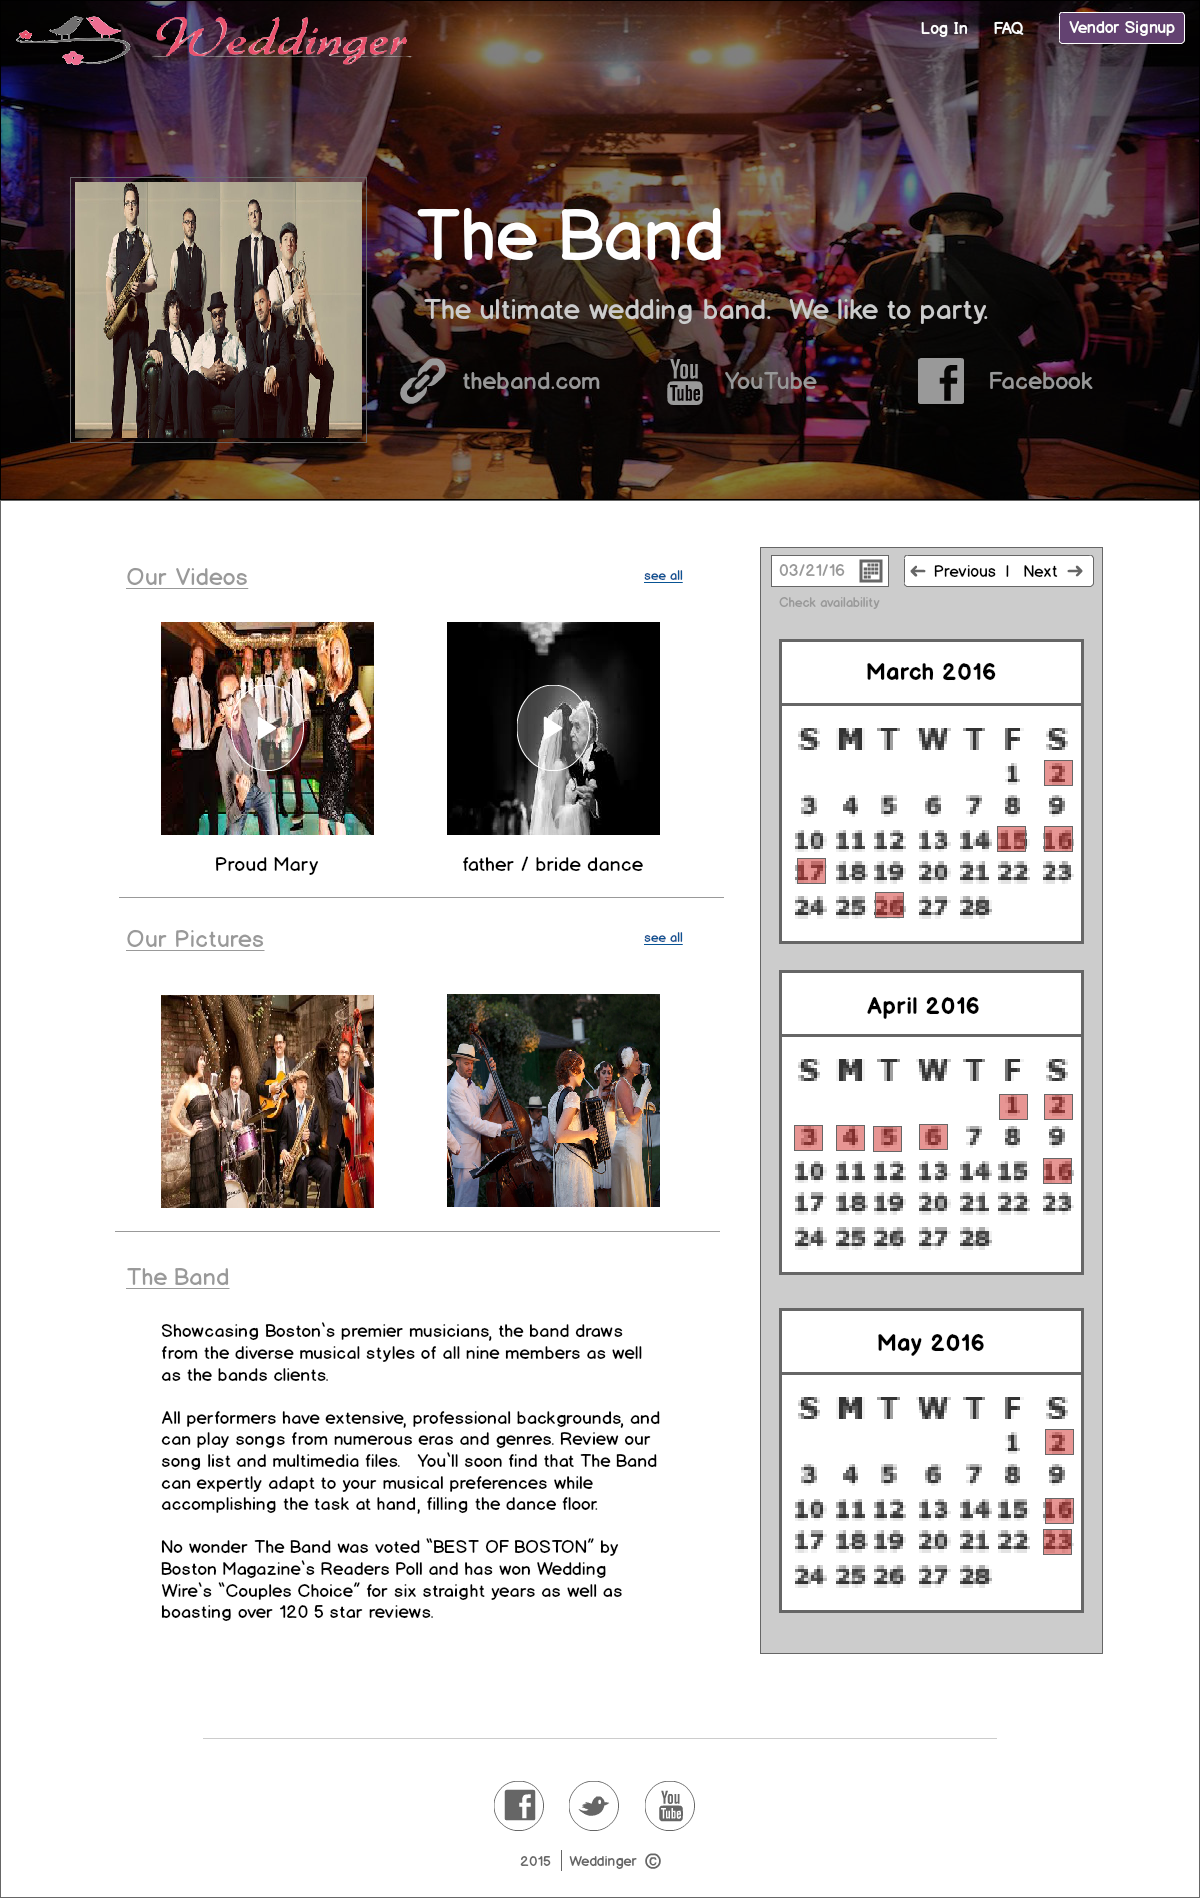 Weddinger
Log In FAQ Vendor Signup
The Band
The ultimate wedding band. We like to party.
theband.com You Tube YouTube Facebook
Our Videos see all
Proud Mary father / bride dance
Our Pictures see all
The Band
Showcasing Boston`s premier musicians, the band draws
from the diverse musical styles of all nine members as well
as the bands clients.
All performers have extensive, professional backgrounds, and
can play songs from numerous eras and genres. Review our
song list and multimedia files. You`ll soon find that The Band
can expertly adapt to your musical preferences while
accomplishing the task at hand, filling the dance floor.
No wonder The Band was voted “BEST OF BOSTON” by
Boston Magazine`s Readers Poll and has won Wedding
Wire`s “Couples Choice” for six straight years as well as
boasting over 120 5 star reviews.
03/21/16 Previous | Next
Check availability
March 2016
S M T W T F S
1 2
3 4 5 6 7 8 9
10 11 12 13 14 15 16
17 18 19 20 21 22 23
24 25 26 27 28
April 2016
S M T W T F S
1 2
3 4 5 6 7 8 9
10 11 12 13 14 15 16
17 18 19 20 21 22 23
24 25 26 27 28
May 2016
S M T W T F S
1 2
3 4 5 6 7 8 9
10 11 12 13 14 15 16
17 18 19 20 21 22 23
24 25 26 27 28
You Tube
2015 | Weddinger ©